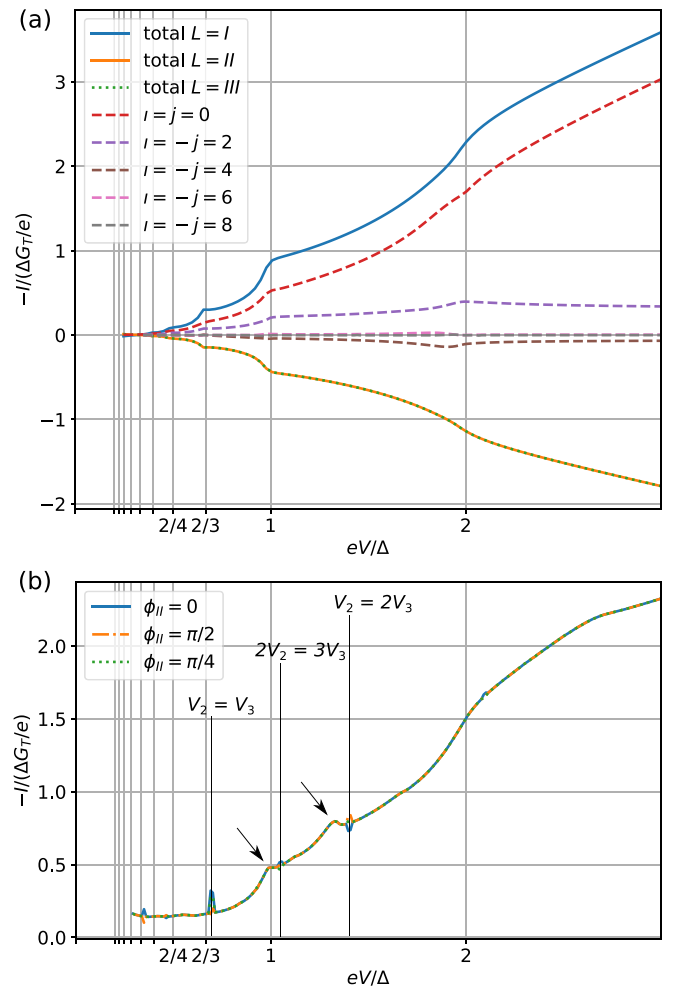 (a)
−I/(ΔG_T/e)
3
2
1
0
−1
−2
total L = I
total L = II
total L = III
ı = j = 0
ı = −j = 2
ı = −j = 4
ı = −j = 6
ı = −j = 8
2/4 2/3 1 2
eV/Δ
(b)
−I/(ΔG_T/e)
2.0
1.5
1.0
0.5
0.0
ϕ_II = 0
ϕ_II = π/2
ϕ_II = π/4
V_2 = 2V_3
2V_2 = 3V_3
V_2 = V_3
2/4 2/3 1 2
eV/Δ